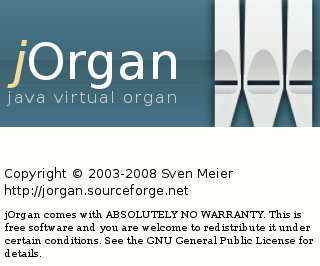 jOrgan
java virtual organ
Copyright © 2003-2008 Sven Meier
http://jorgan.sourceforge.net
jOrgan comes with ABSOLUTELY NO WARRANTY. This is
free software and you are welcome to redistribute it under
certain conditions. See the GNU General Public License for
details.